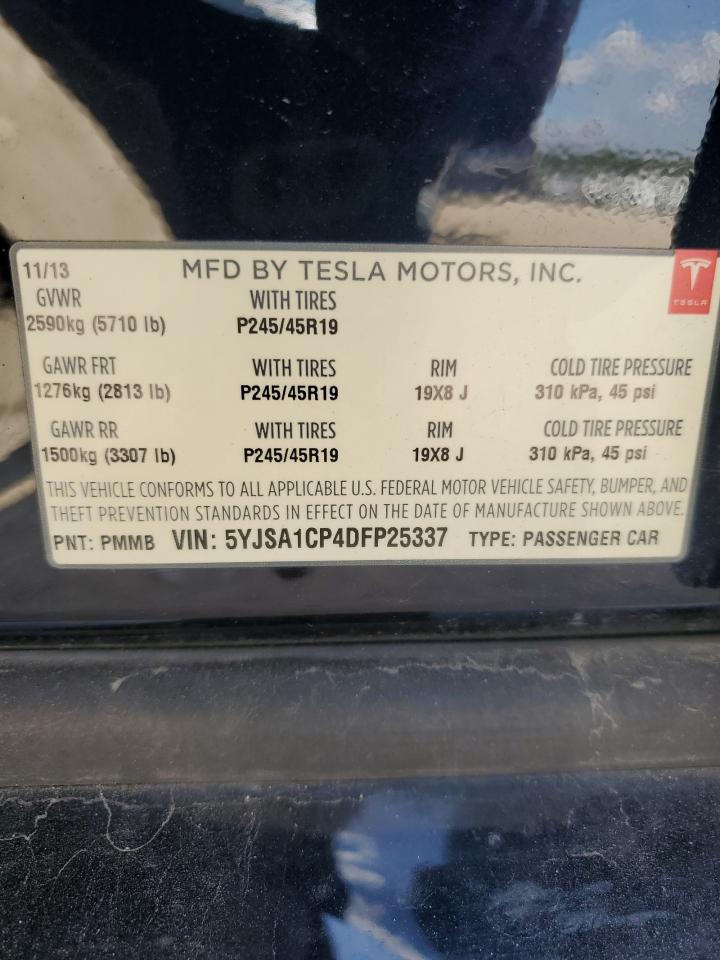 11/13 MFD BY TESLA MOTORS, INC.
TESLA
GVWR WITH TIRES
2590kg (5710 lb) P245/45R19
GAWR FRT WITH TIRES RIM COLD TIRE PRESSURE
1276kg (2813 lb) P245/45R19 19X8 J 310 kPa, 45 psi
GAWR RR WITH TIRES RIM COLD TIRE PRESSURE
1500kg (3307 lb) P245/45R19 19X8 J 310 kPa, 45 psi
THIS VEHICLE CONFORMS TO ALL APPLICABLE U.S. FEDERAL MOTOR VEHICLE SAFETY, BUMPER, AND
THEFT PREVENTION STANDARDS IN EFFECT ON THE DATE OF MANUFACTURE SHOWN ABOVE.
PNT: PMMB VIN: 5YJSA1CP4DFP25337 TYPE: PASSENGER CAR